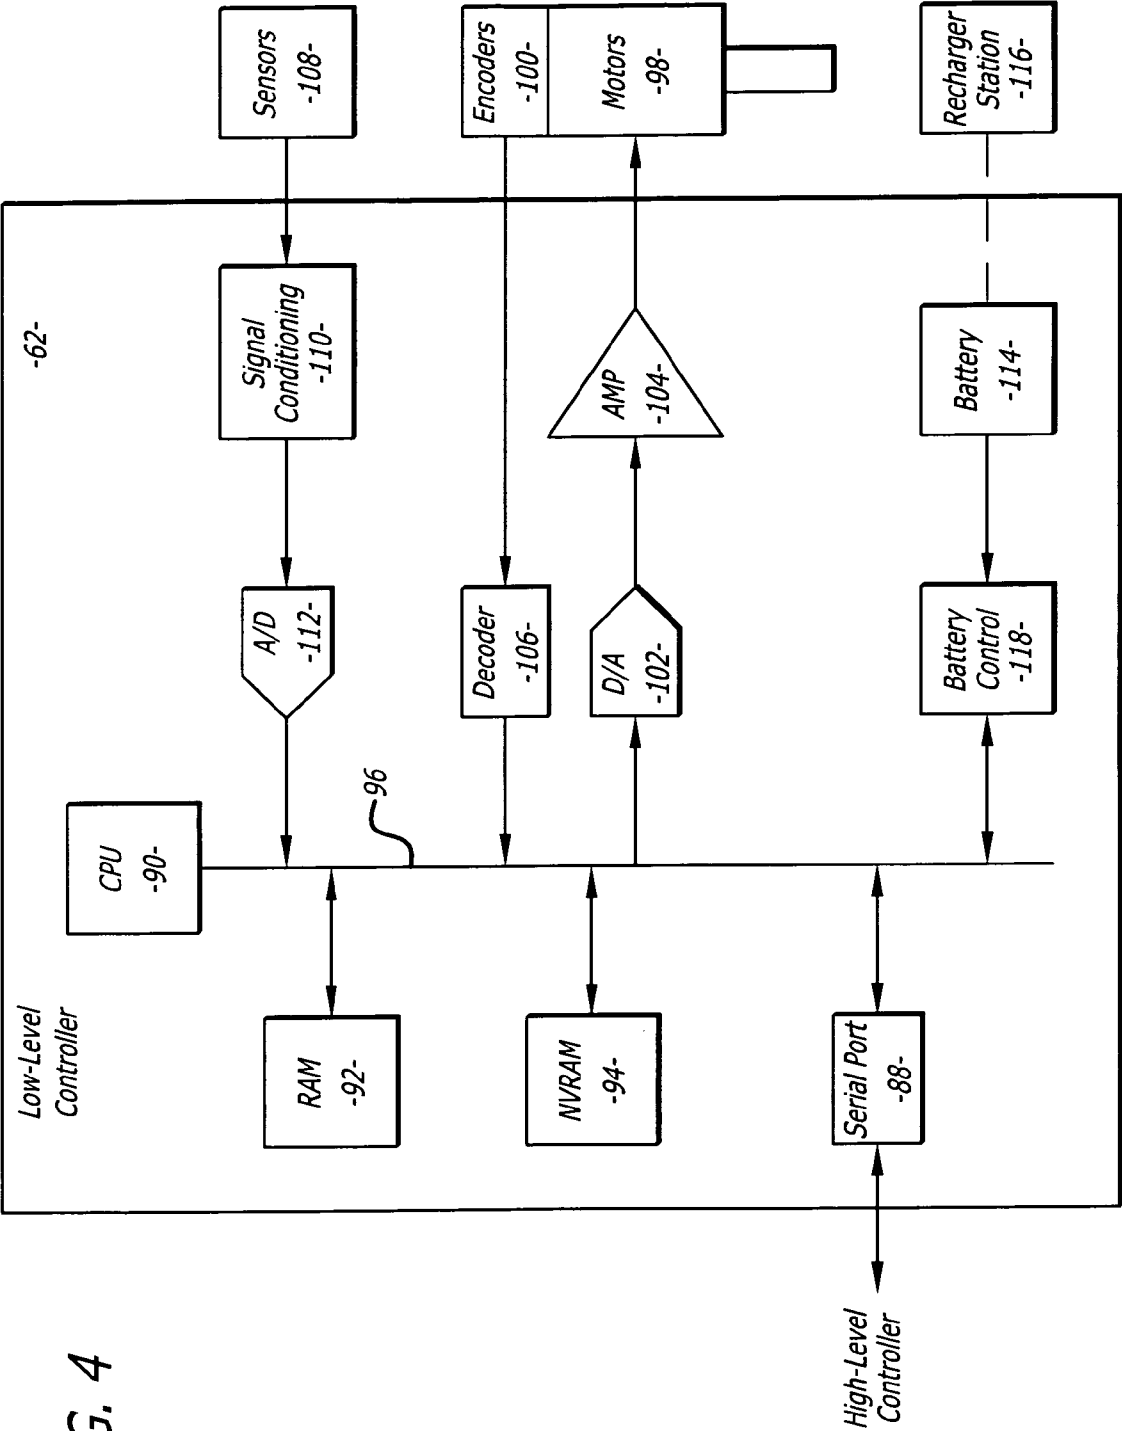 Low-Level
Controller
-62-
CPU
-90-
RAM
-92-
A/D
-112-
Signal
Conditioning
-110-
Sensors
-108-
96
NVRAM
-94-
Decoder
-106-
Encoders
-100-
D/A
-102-
AMP
-104-
Motors
-98-
High-Level
Controller
Serial Port
-88-
Battery
Control
-118-
Battery
-114-
Recharger
Station
-116-
G. 4